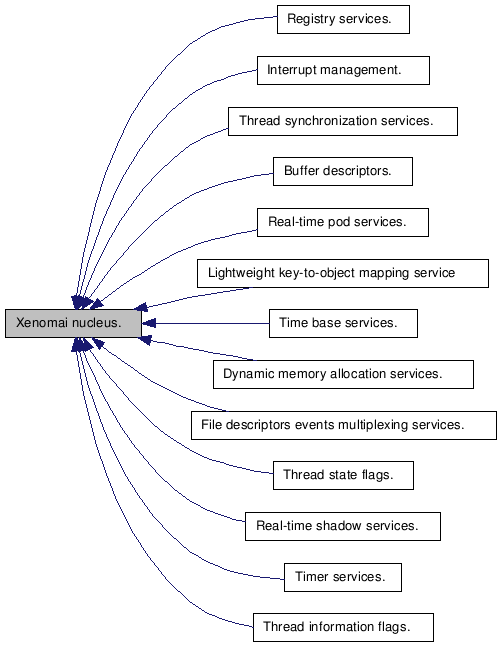 Registry services.
Interrupt management.
Thread synchronization services.
Buffer descriptors.
Real-time pod services.
Lightweight key-to-object mapping service
Xenomai nucleus.
Time base services.
Dynamic memory allocation services.
File descriptors events multiplexing services.
Thread state flags.
Real-time shadow services.
Timer services.
Thread information flags.